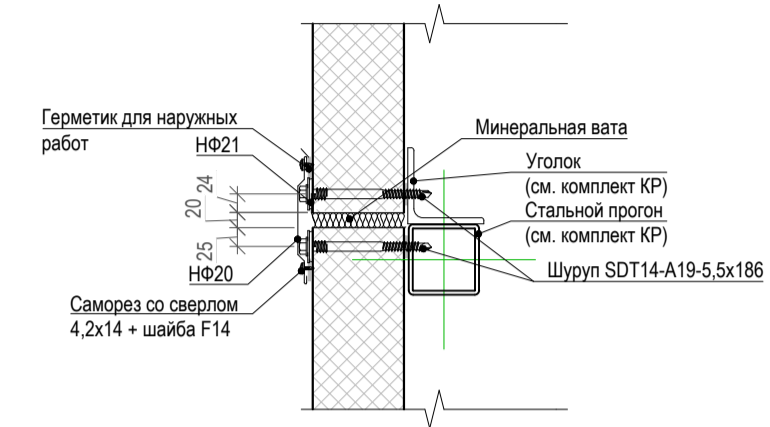 Герметик для наружных
работ
НФ21
Минеральная вата
Уголок
(см. комплект КР)
Стальной прогон
(см. комплект КР)
24
20
25
НФ20
Шуруп SDT14-A19-5,5x186
Саморез со сверлом
4,2x14 + шайба F14